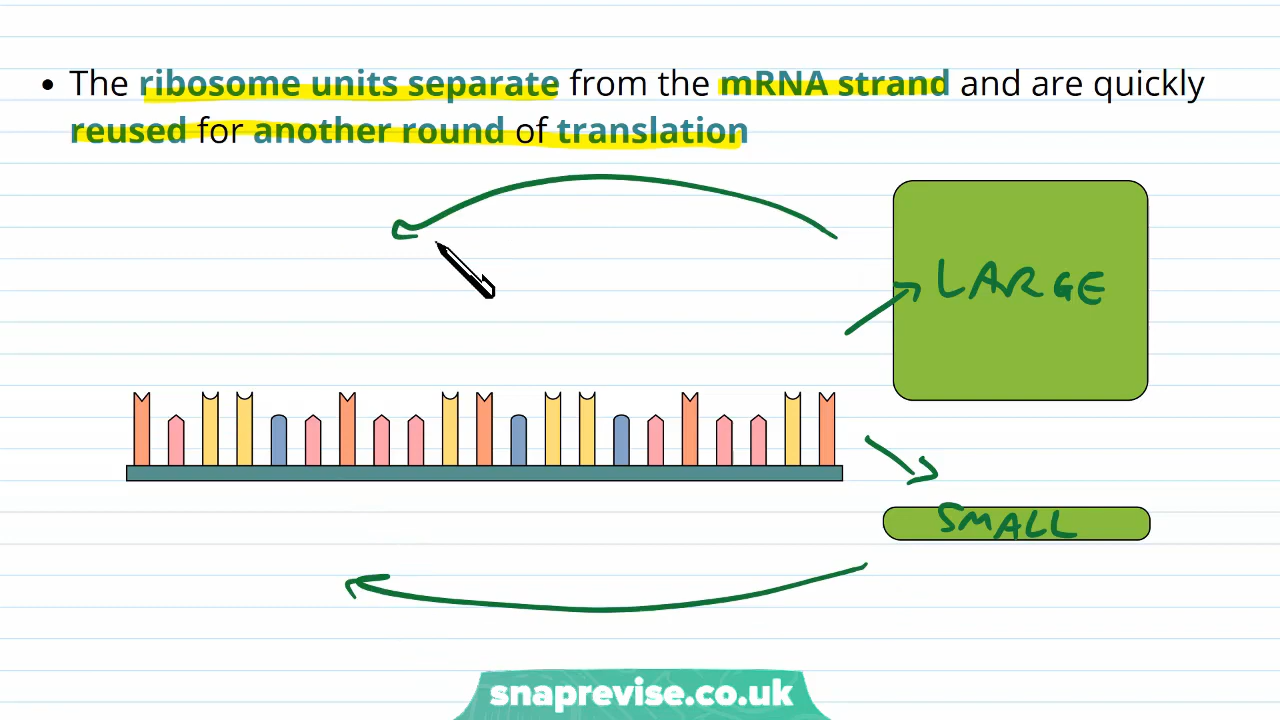 • The ribosome units separate from the mRNA strand and are quickly
reused for another round of translation
LARGE
SMALL
snaprevise.co.uk